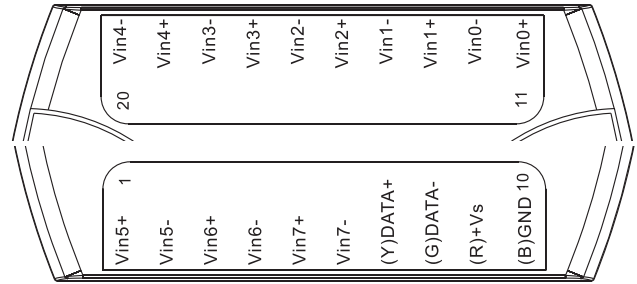 Vin4-
Vin4+
Vin3-
Vin3+
Vin2-
Vin2+
Vin1-
Vin1+
Vin0-
Vin0+
20
11
1
10
Vin5+
Vin5-
Vin6+
Vin6-
Vin7+
Vin7-
(Y)DATA+
(G)DATA-
(R)+Vs
(B)GND